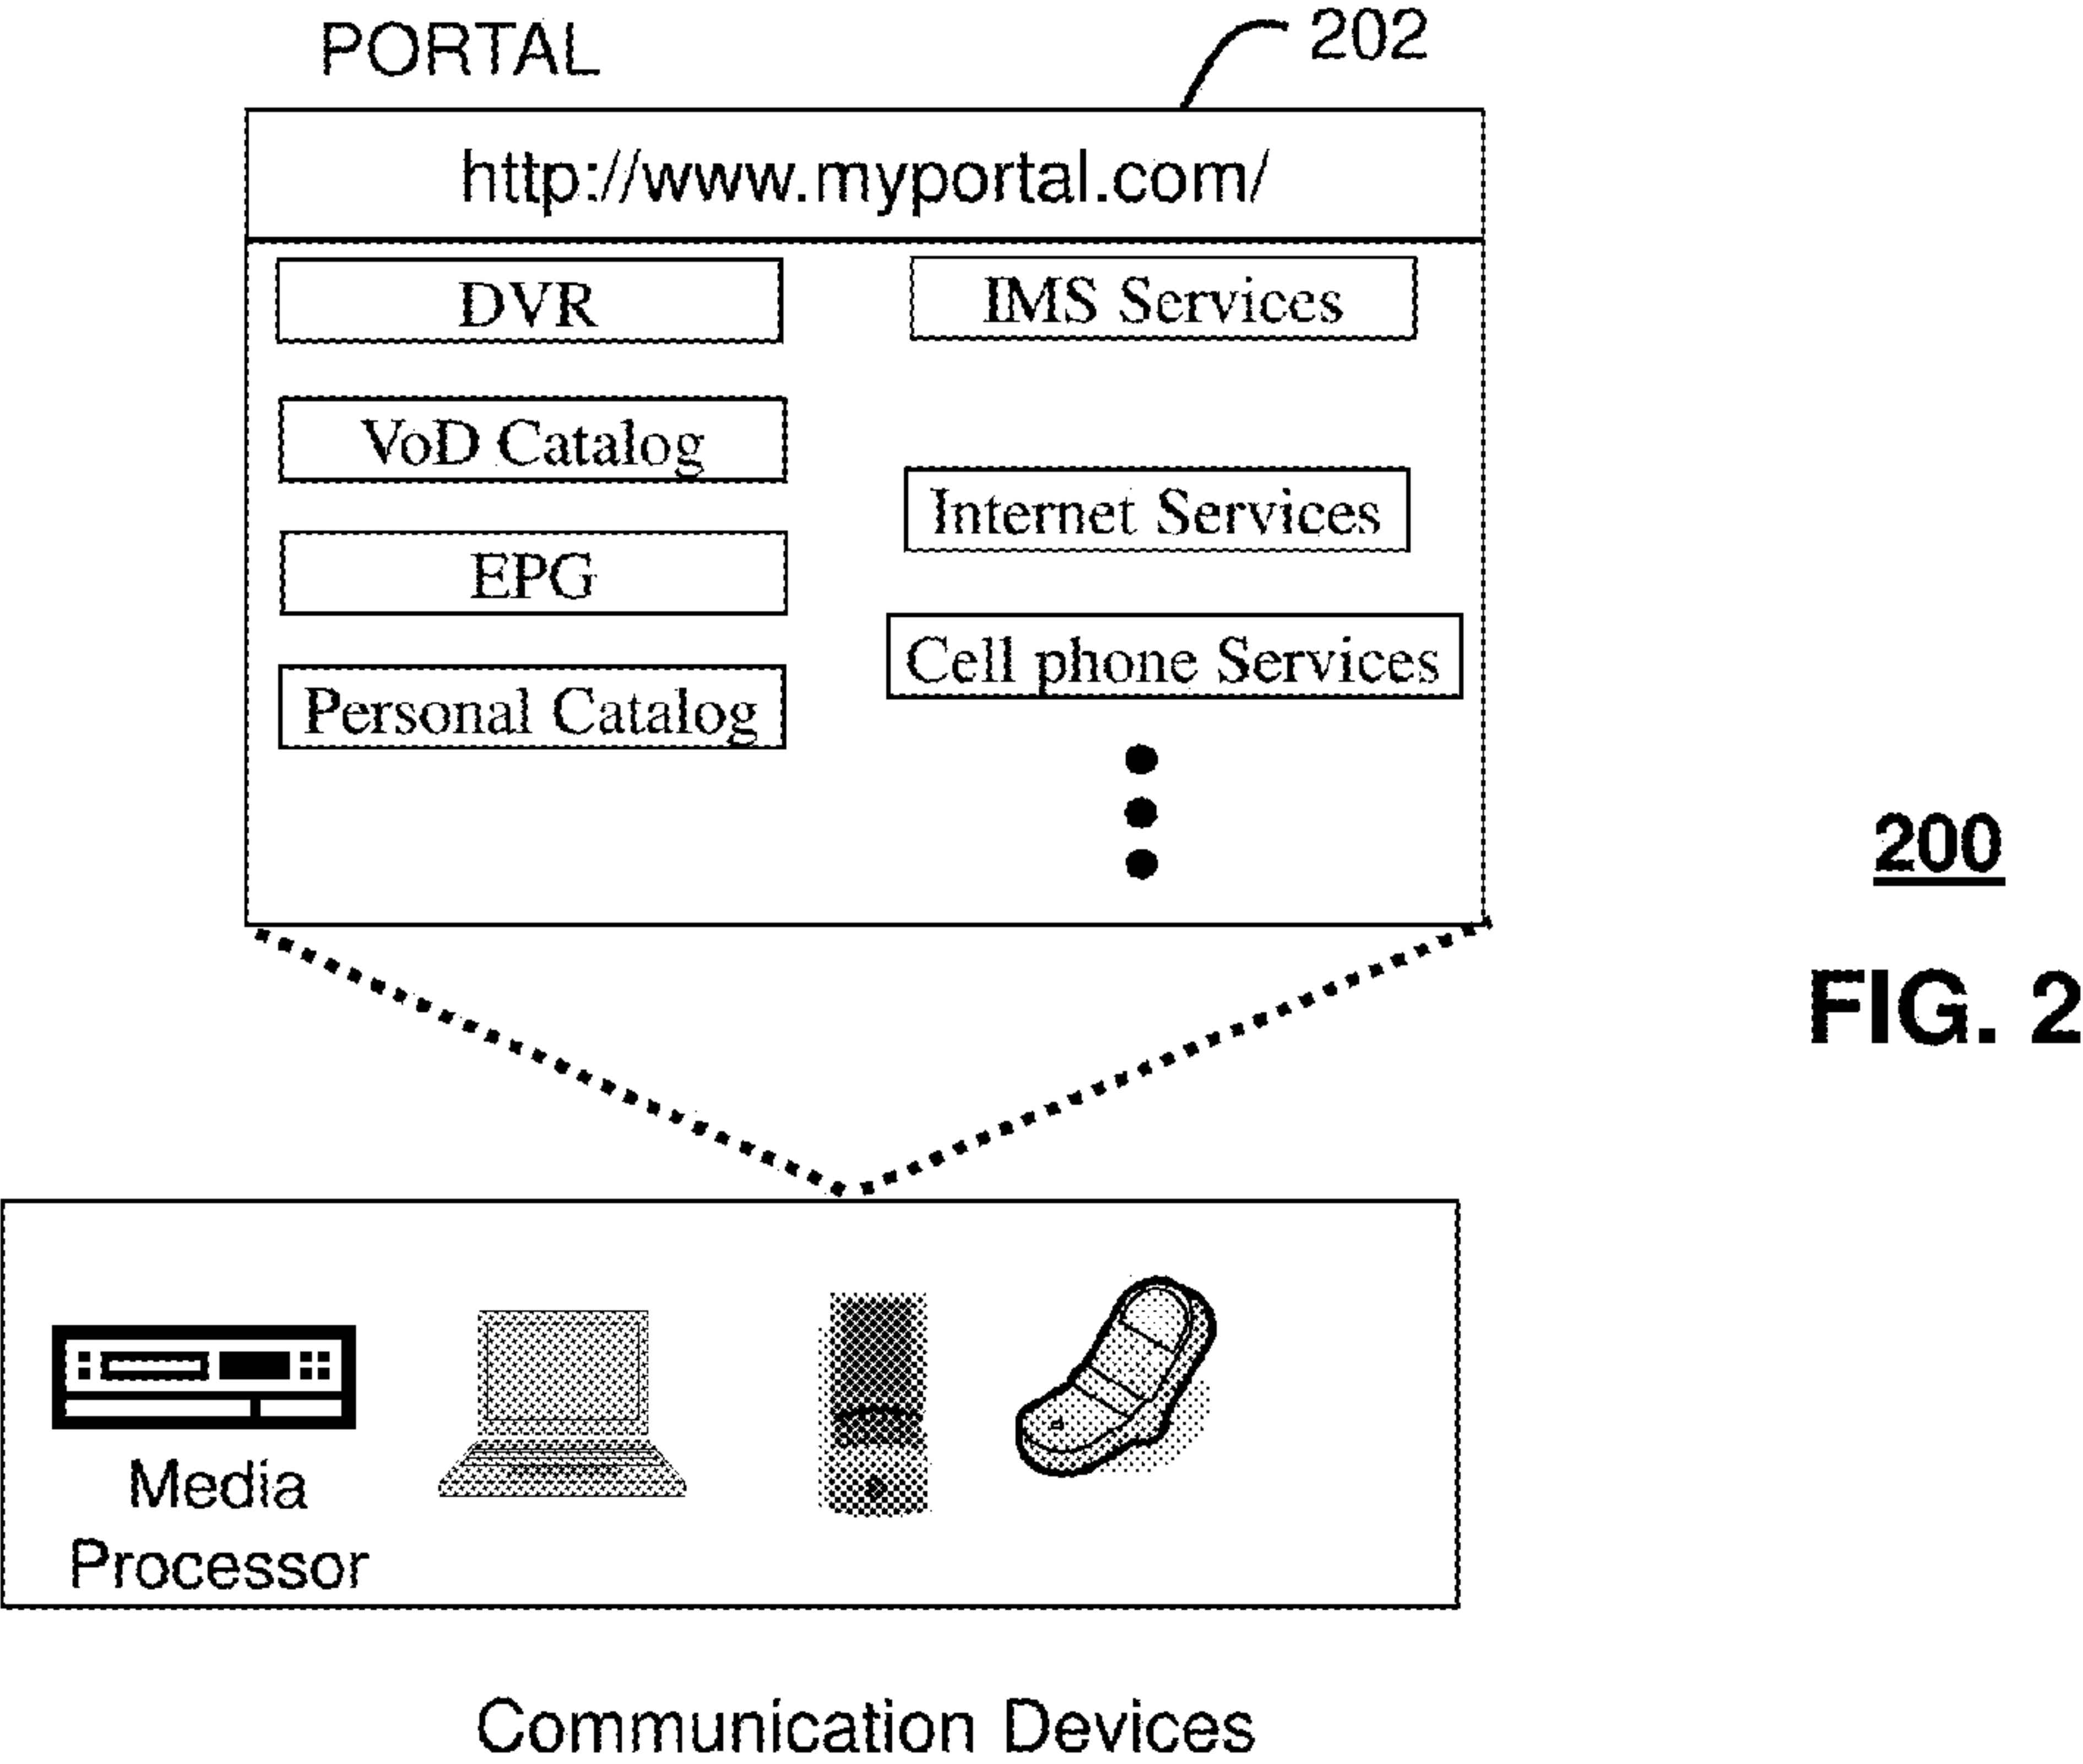 PORTAL
202
http://www.myportal.com/
DVR
VoD Catalog
EPG
Personal Catalog
IMS Services
Internet Services
Cell phone Services
200
FIG. 2
Media
Processor
Communication Devices